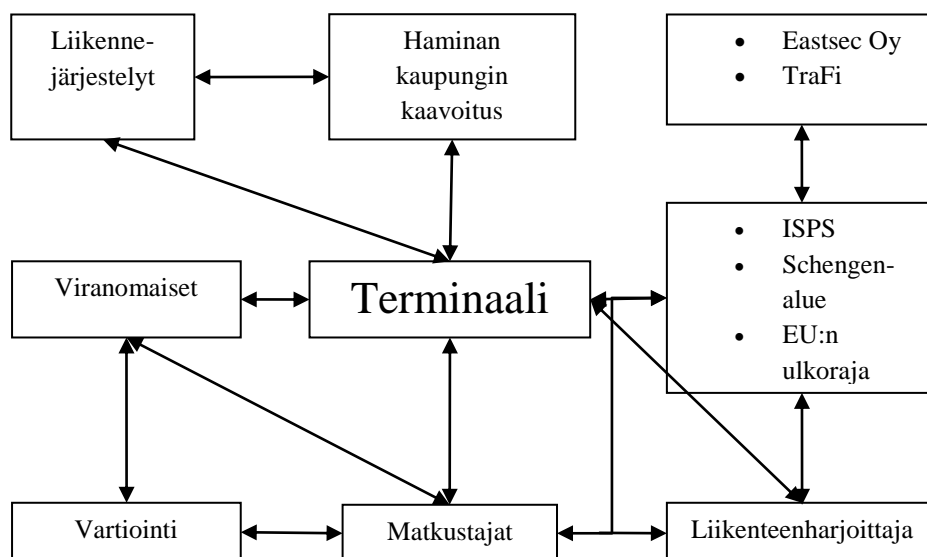 Liikenne-
järjestelyt
Haminan
kaupungin
kaavoitus
• Eastsec Oy
• TraFi
Viranomaiset
Terminaali
• ISPS
• Schengen-
alue
• EU:n
ulkoraja
Vartiointi
Matkustajat
Liikenteenharjoittaja